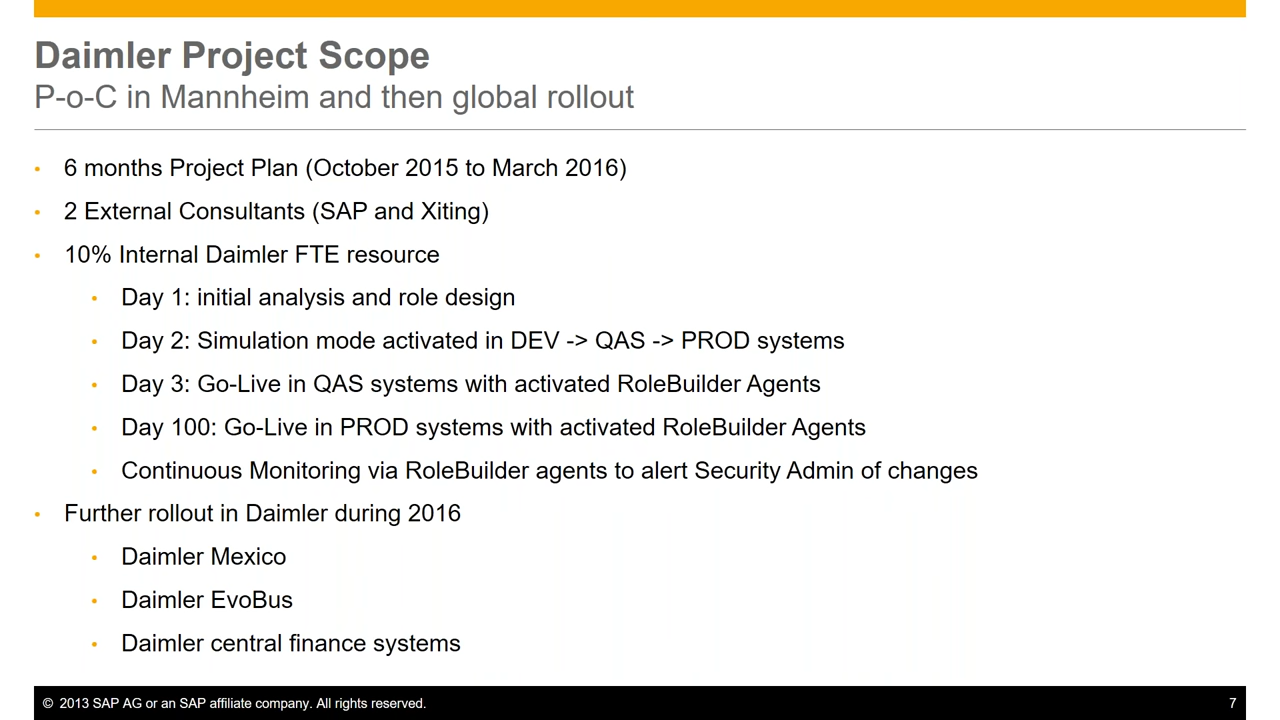 Daimler Project Scope
P-o-C in Mannheim and then global rollout
• 6 months Project Plan (October 2015 to March 2016)
• 2 External Consultants (SAP and Xiting)
• 10% Internal Daimler FTE resource
• Day 1: initial analysis and role design
• Day 2: Simulation mode activated in DEV -> QAS -> PROD systems
• Day 3: Go-Live in QAS systems with activated RoleBuilder Agents
• Day 100: Go-Live in PROD systems with activated RoleBuilder Agents
• Continuous Monitoring via RoleBuilder agents to alert Security Admin of changes
• Further rollout in Daimler during 2016
• Daimler Mexico
• Daimler EvoBus
• Daimler central finance systems
© 2013 SAP AG or an SAP affiliate company. All rights reserved. 7